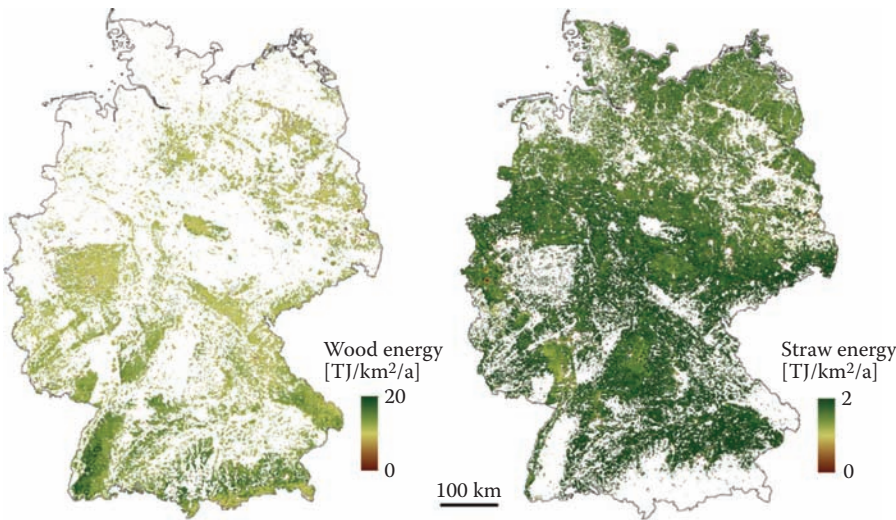 Wood energy
[TJ/km²/a]
20
0
100 km
Straw energy
[TJ/km²/a]
2
0